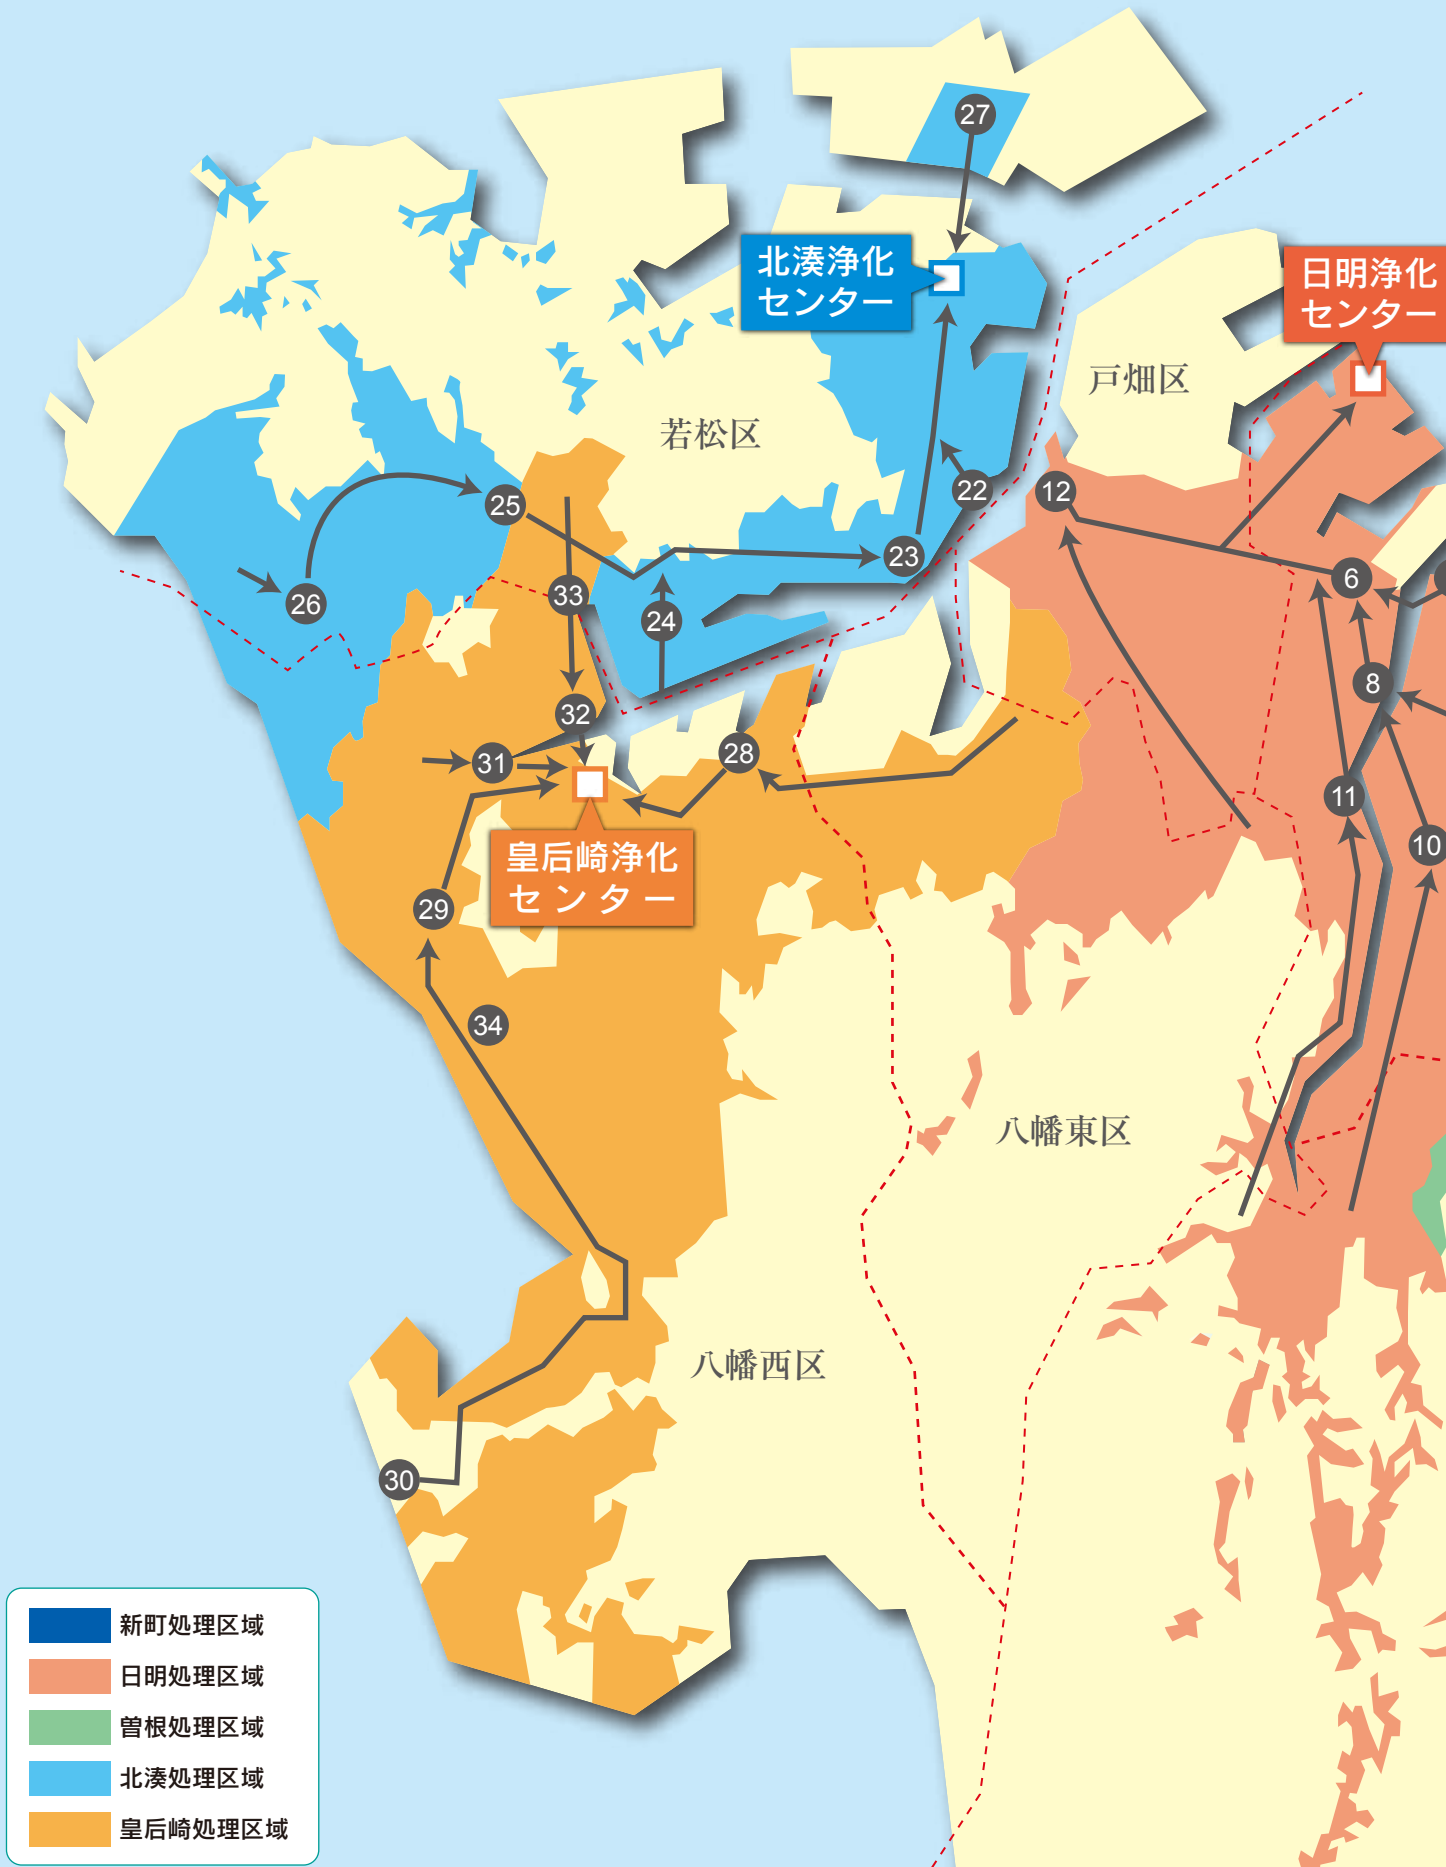 27
北湊浄化
センター
日明浄化
センター
戸畑区
若松区
22
12
25
23
26
33
24
6
8
32
31
28
11
10
皇后崎浄化
センター
29
34
八幡東区
八幡西区
30
新町処理区域
日明処理区域
曽根処理区域
北湊処理区域
皇后崎処理区域